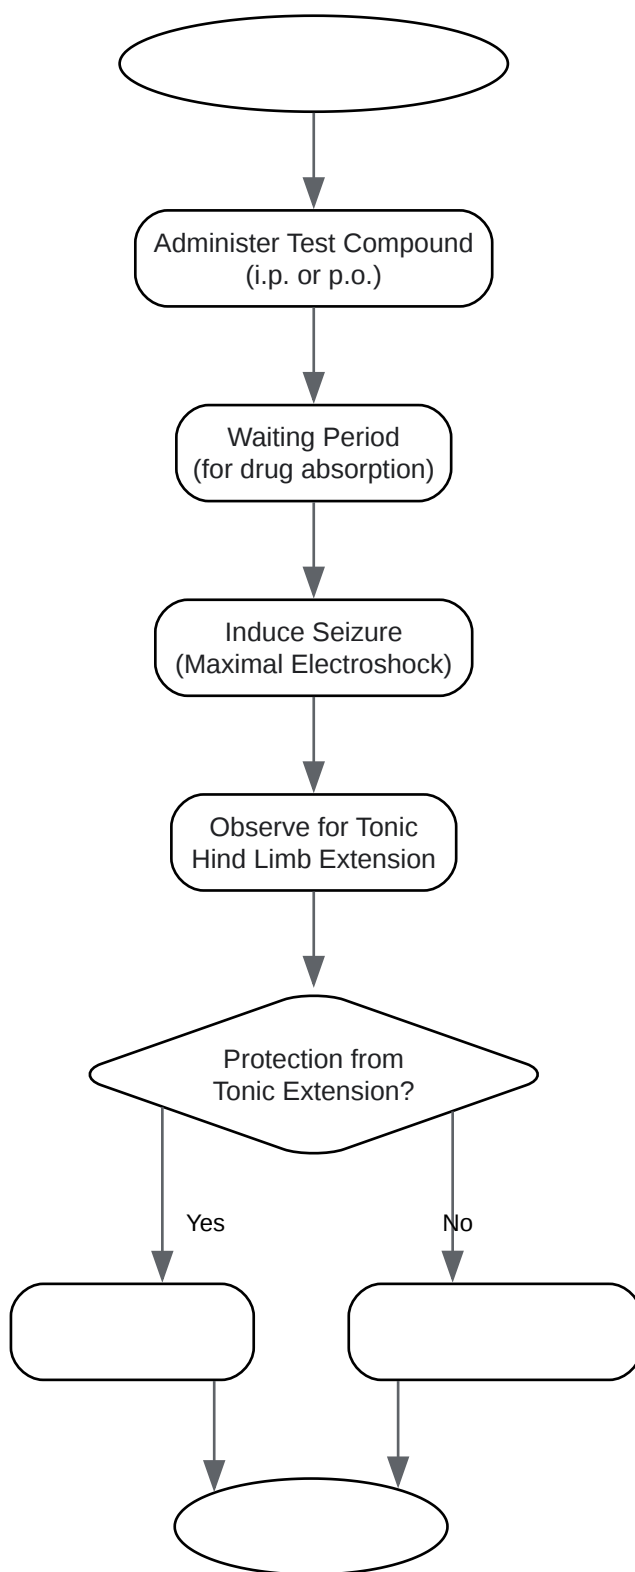 Administer Test Compound
(i.p. or p.o.)
Waiting Period
(for drug absorption)
Induce Seizure
(Maximal Electroshock)
Observe for Tonic
Hind Limb Extension
Protection from
Tonic Extension?
Yes
No